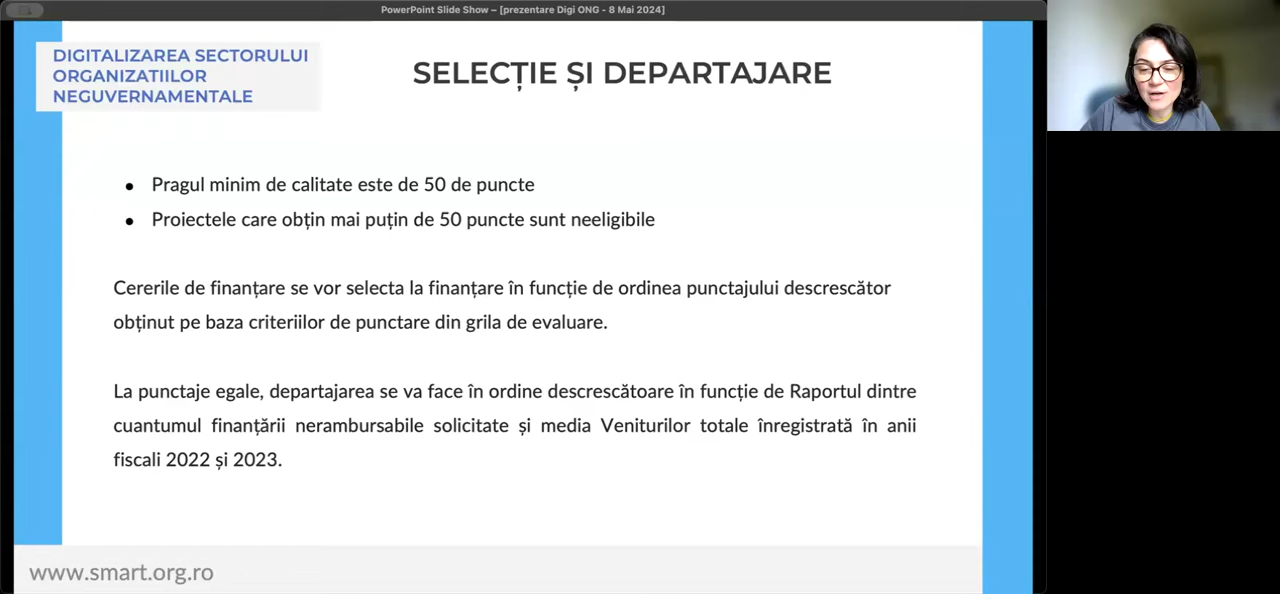 PowerPoint Slide Show – [prezentare Digi ONG - 8 Mai 2024]
DIGITALIZAREA SECTORULUI
ORGANIZATIILOR
NEGUVERNAMENTALE
SELECȚIE ȘI DEPARTAJARE
● Pragul minim de calitate este de 50 de puncte
● Proiectele care obțin mai puțin de 50 puncte sunt neeligibile
Cererile de finanțare se vor selecta la finanțare în funcție de ordinea punctajului descrescător
obținut pe baza criteriilor de punctare din grila de evaluare.
La punctaje egale, departajarea se va face în ordine descrescătoare în funcție de Raportul dintre
cuantumul finanțării nerambursabile solicitate și media Veniturilor totale înregistrată în anii
fiscali 2022 și 2023.
www.smart.org.ro